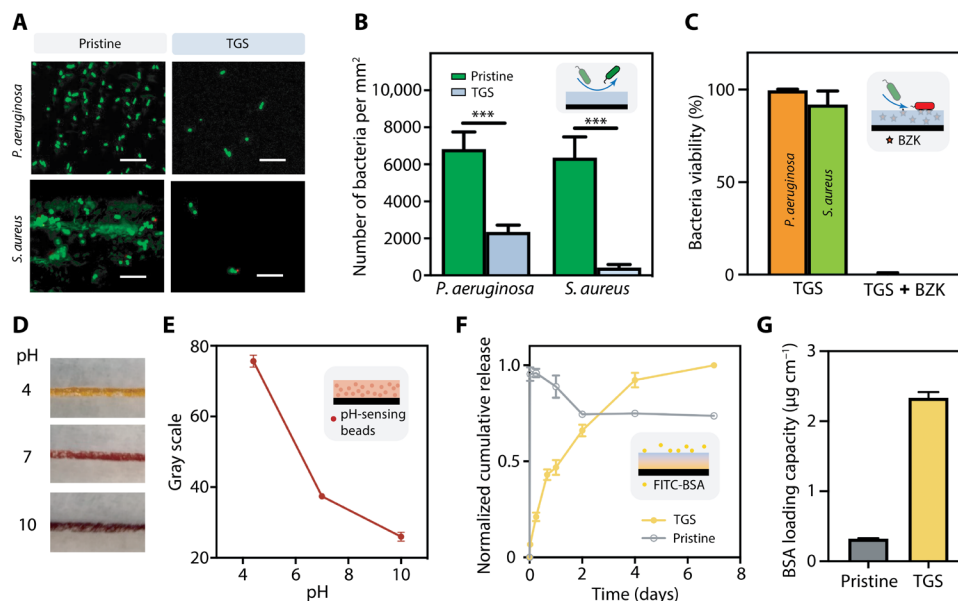 A
Pristine
TGS
P. aeruginosa
S. aureus
B
Number of bacteria per mm²
10000
8000
6000
4000
2000
0
Pristine
TGS
***
***
P. aeruginosa
S. aureus
C
Bacteria viability (%)
100
50
0
P. aeruginosa
S. aureus
BZK
TGS
TGS + BZK
D
pH
4
7
10
E
Gray scale
80
60
40
20
pH-sensing
beads
4
6
8
10
pH
F
Normalized cumulative release
1.0
0.5
0
FITC-BSA
TGS
Pristine
0
2
4
6
8
Time (days)
G
BSA loading capacity (µg cm⁻¹)
3
2
1
0
Pristine
TGS